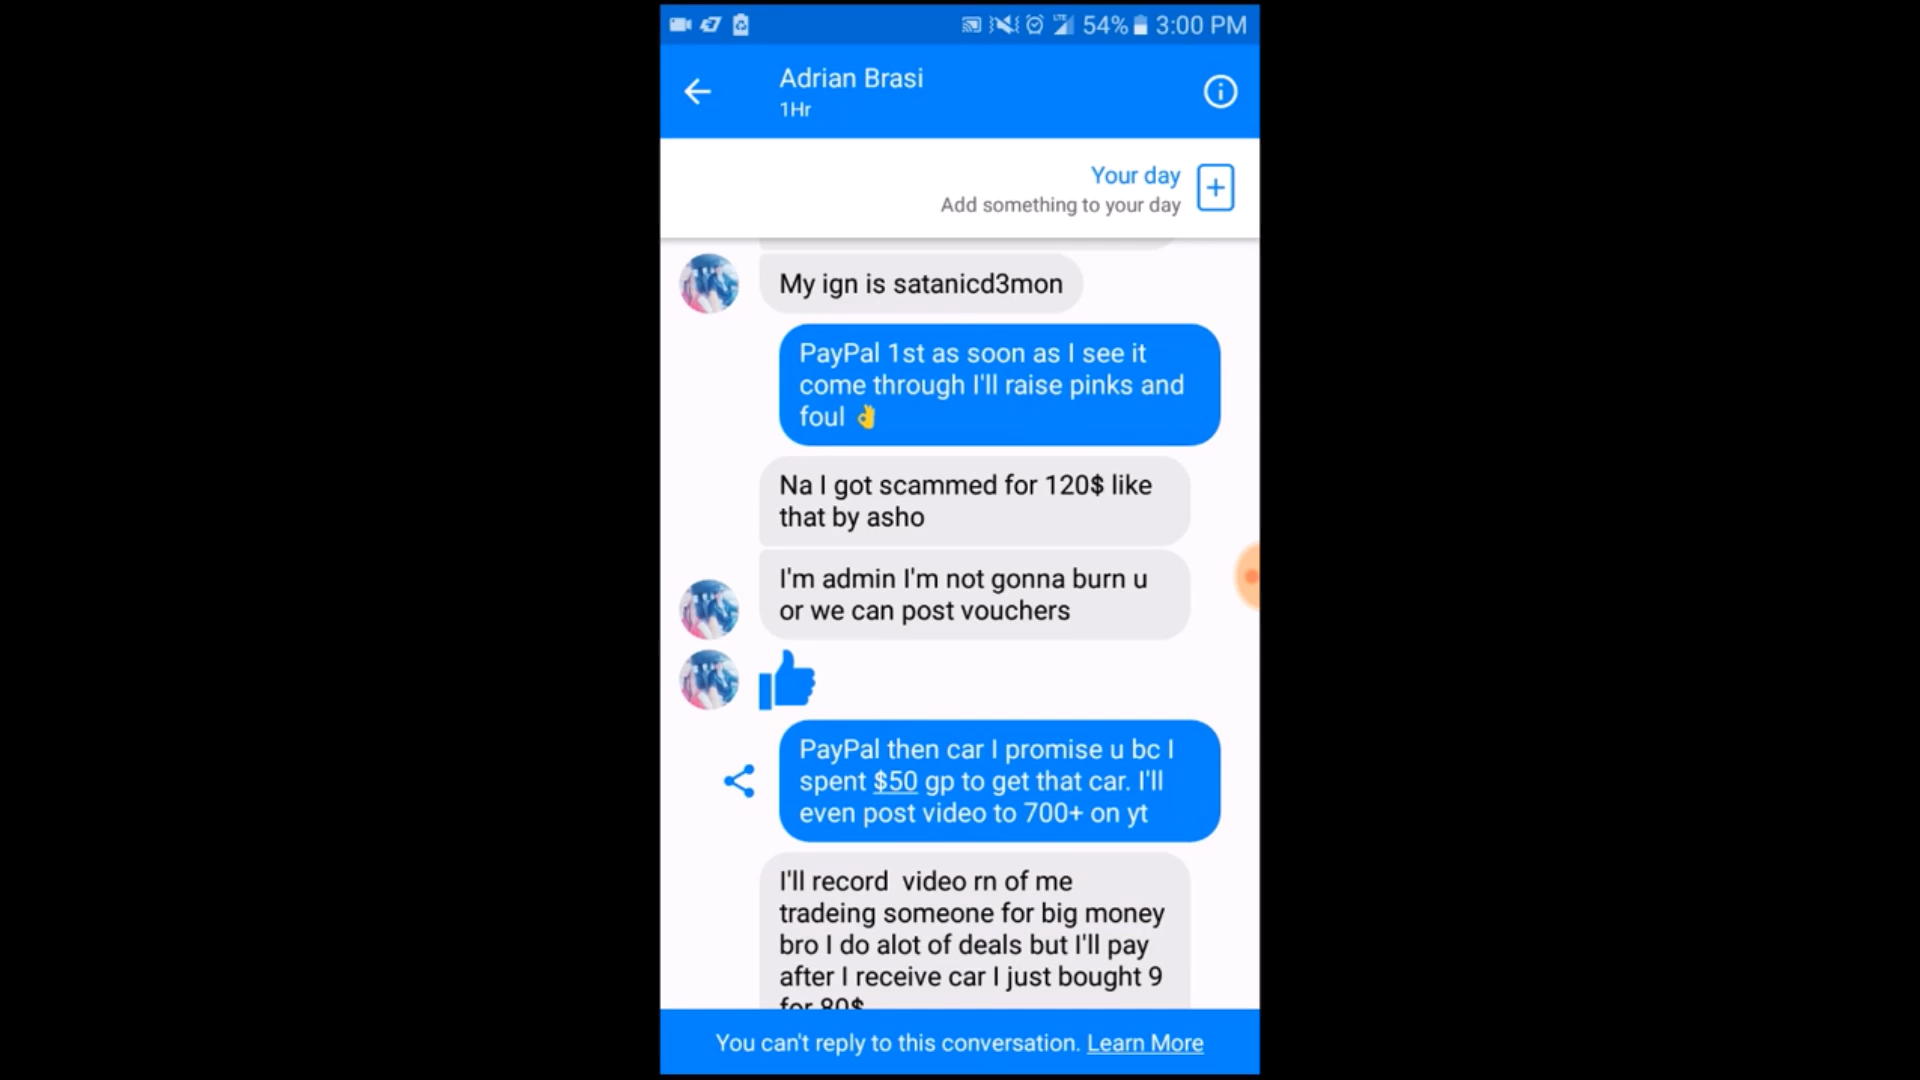 LTE 54% 3:00 PM
Adrian Brasi
1Hr
Your day
Add something to your day
My ign is satanicd3mon
PayPal 1st as soon as I see it
come through I'll raise pinks and
foul 👌
Na I got scammed for 120$ like
that by asho
I'm admin I'm not gonna burn u
or we can post vouchers
PayPal then car I promise u bc I
spent $50 gp to get that car. I'll
even post video to 700+ on yt
I'll record  video rn of me
tradeing someone for big money
bro I do alot of deals but I'll pay
after I receive car I just bought 9
for 80$
You can't reply to this conversation. Learn More